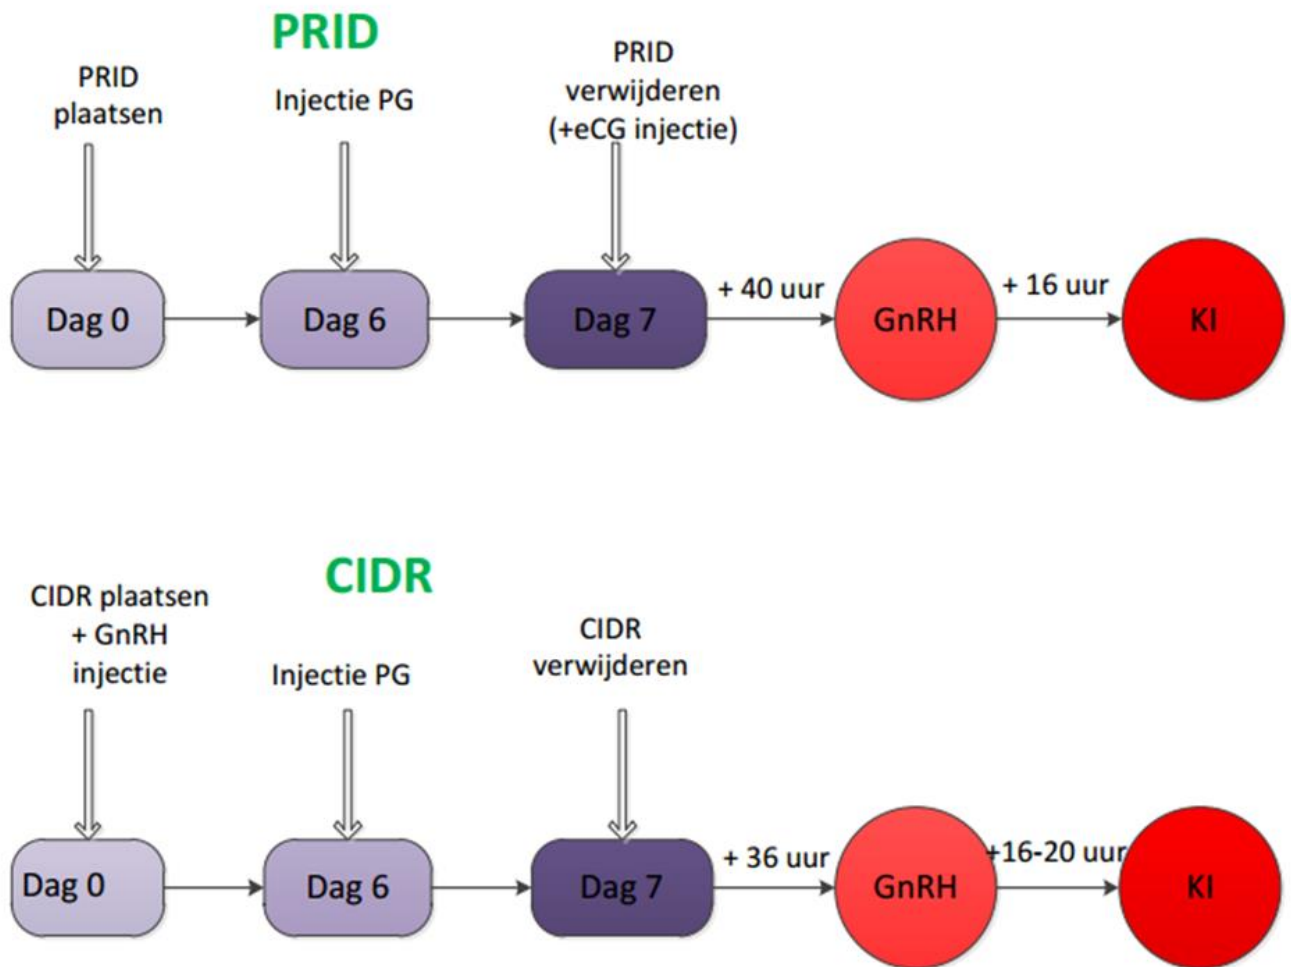 PRID
PRID
plaatsen
Injectie PG
PRID
verwijderen
(+eCG injectie)
Dag 0
Dag 6
Dag 7
+ 40 uur
GnRH
+ 16 uur
KI
CIDR
CIDR plaatsen
+ GnRH
injectie
Injectie PG
CIDR
verwijderen
Dag 0
Dag 6
Dag 7
+ 36 uur
GnRH
+16-20 uur
KI